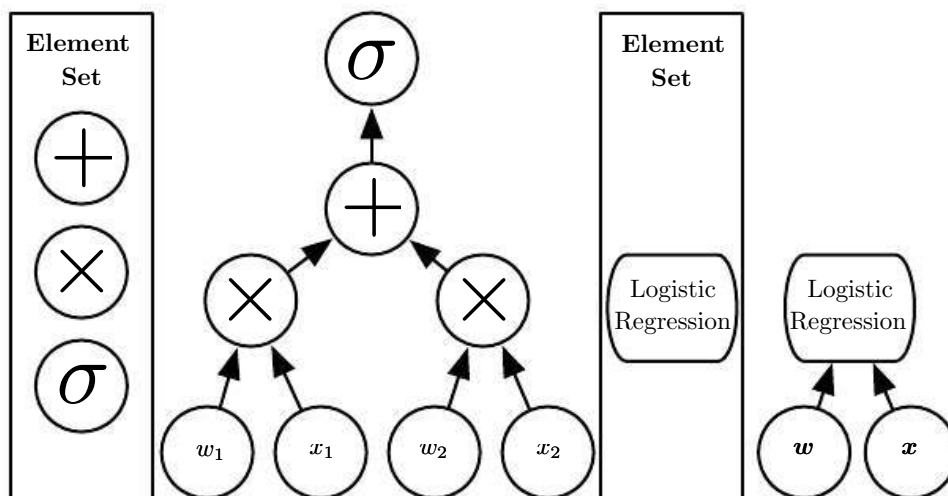 Element
Set
+
×
σ
σ
+
×
×
w₁
x₁
w₂
x₂
Element
Set
Logistic
Regression
Logistic
Regression
w
x